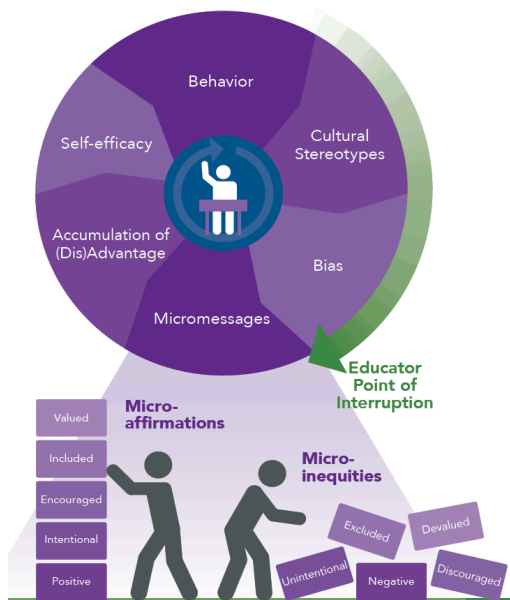 Behavior
Cultural
Stereotypes
Bias
Micromessages
Accumulation of
(Dis)Advantage
Self-efficacy
Educator
Point of
Interruption
Micro-
affirmations
Valued
Included
Encouraged
Intentional
Positive
Micro-
inequities
Excluded
Devalued
Unintentional
Negative
Discouraged